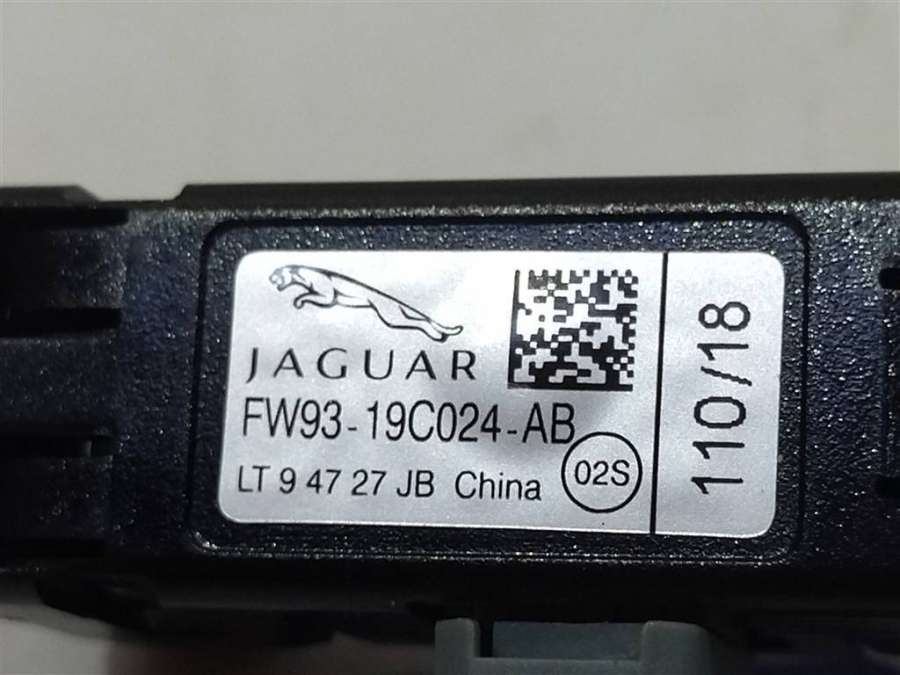 JAGUAR
FW93-19C024-AB
LT 9 47 27 JB China
02S
110/18